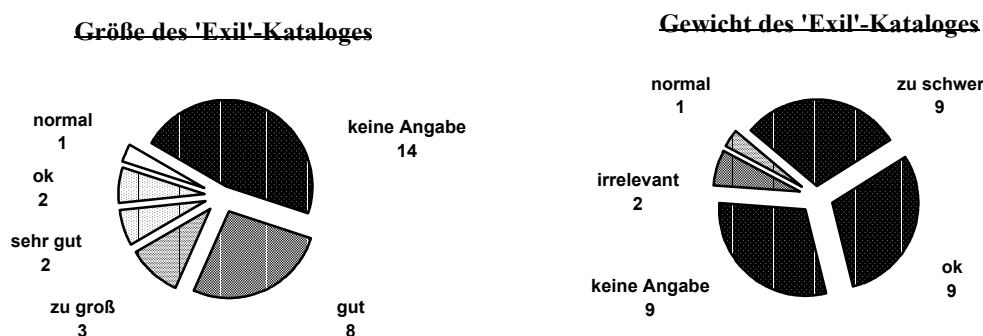 Größe des 'Exil'-Kataloges
normal
1
keine Angabe
14
ok
2
sehr gut
2
zu groß
3
gut
8
Gewicht des 'Exil'-Kataloges
normal
1
zu schwer
9
irrelevant
2
keine Angabe
9
ok
9